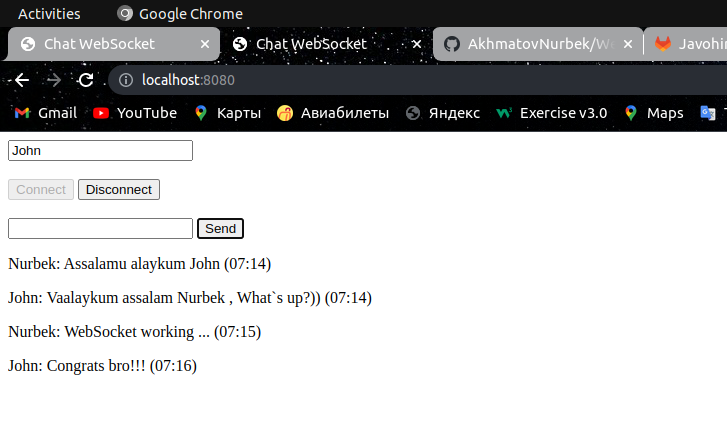 Activities Google Chrome
Chat WebSocket Chat WebSocket AkhmatovNurbek/We Javohir
localhost:8080
Gmail YouTube Карты Авиабилеты Яндекс Exercise v3.0 Maps
John
Connect Disconnect
Send
Nurbek: Assalamu alaykum John (07:14)
John: Vaalaykum assalam Nurbek , What`s up?)) (07:14)
Nurbek: WebSocket working ... (07:15)
John: Congrats bro!!! (07:16)